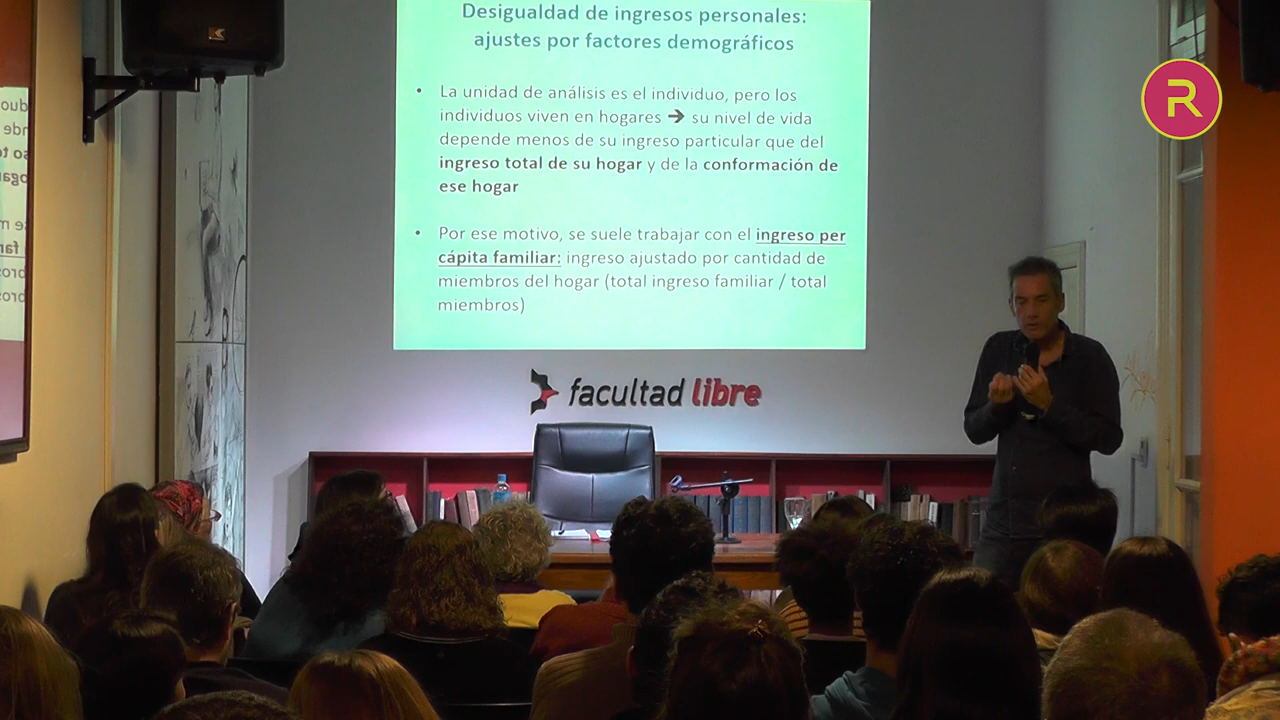 Desigualdad de ingresos personales:
ajustes por factores demográficos
• La unidad de análisis es el individuo, pero los
individuos viven en hogares ➔ su nivel de vida
depende menos de su ingreso particular que del
ingreso total de su hogar y de la conformación de
ese hogar
• Por ese motivo, se suele trabajar con el ingreso per
cápita familiar: ingreso ajustado por cantidad de
miembros del hogar (total ingreso familiar / total
miembros)
facultad libre
R